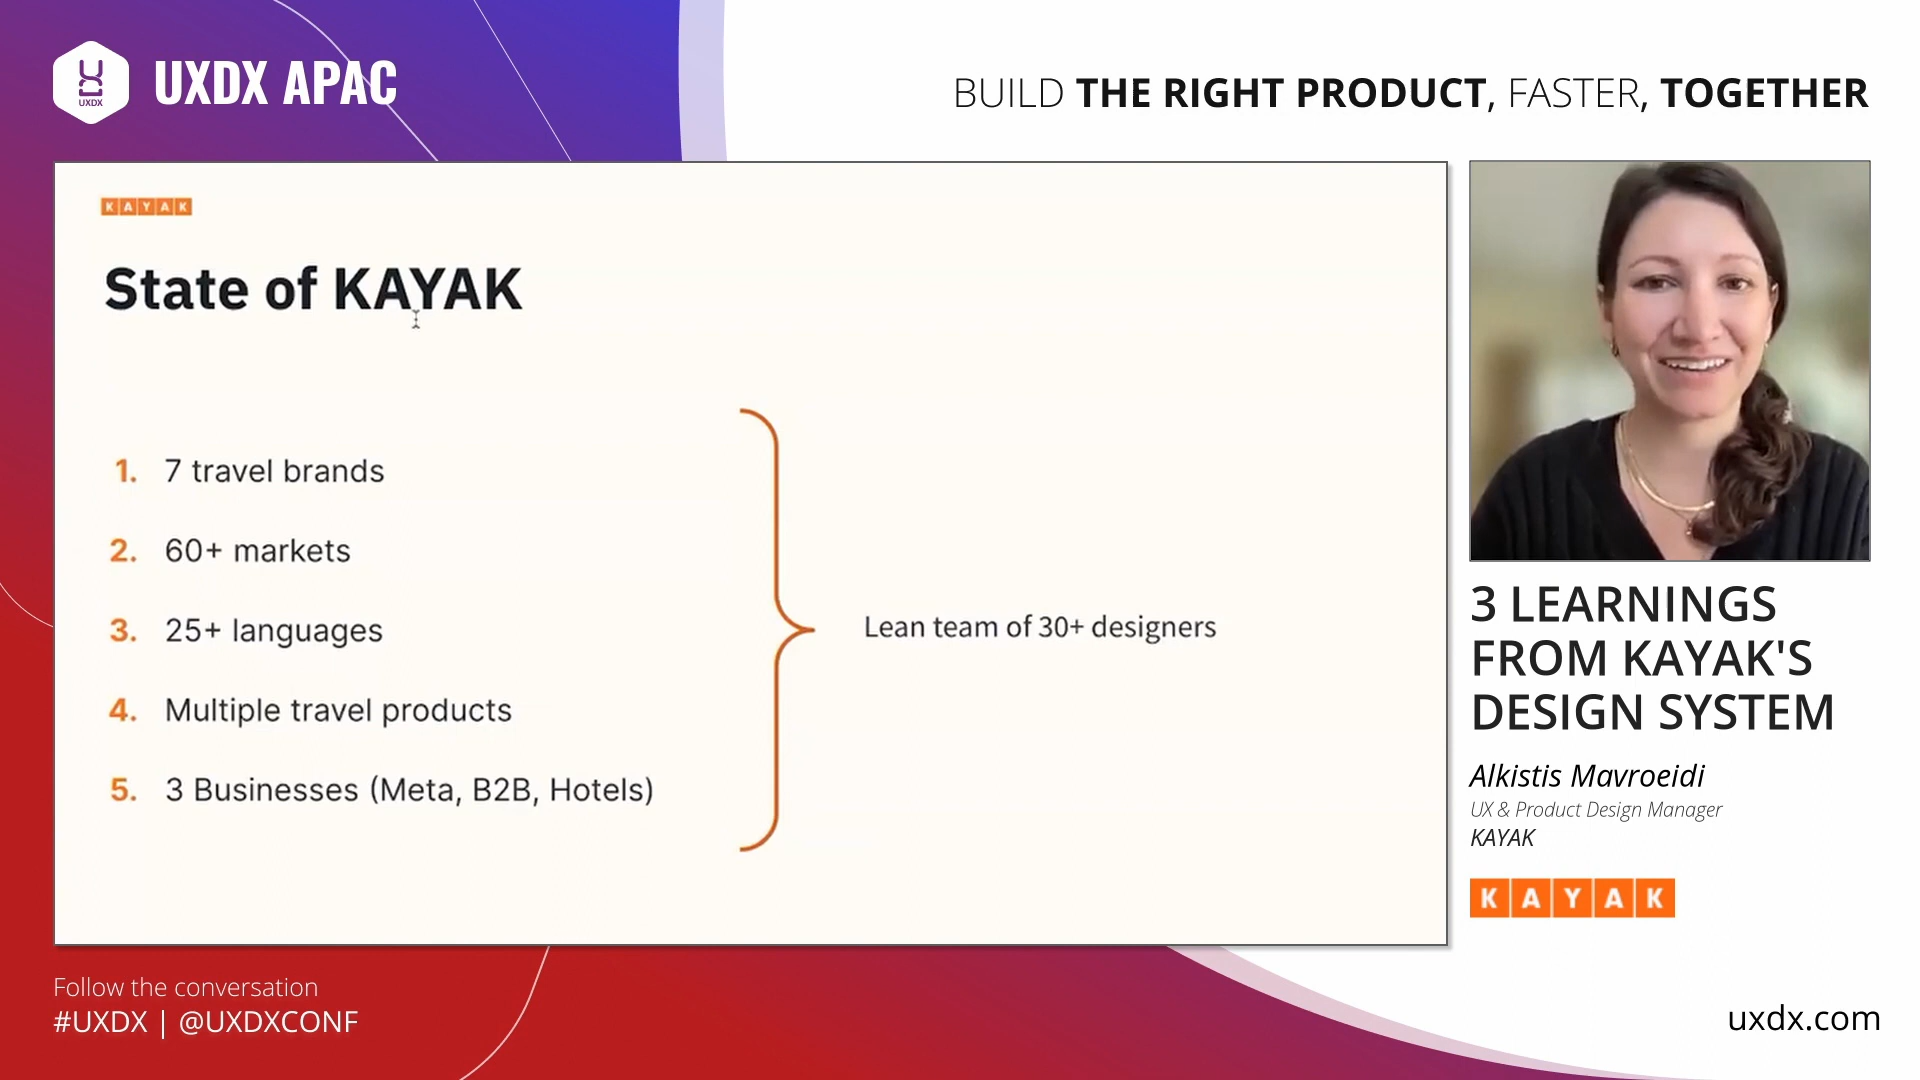 UXDX
UXDX APAC
BUILD THE RIGHT PRODUCT, FASTER, TOGETHER
KAYAK
State of KAYAK
1. 7 travel brands
2. 60+ markets
3. 25+ languages
4. Multiple travel products
5. 3 Businesses (Meta, B2B, Hotels)
Lean team of 30+ designers
3 LEARNINGS
FROM KAYAK'S
DESIGN SYSTEM
Alkistis Mavroeidi
UX & Product Design Manager
KAYAK
KAYAK
Follow the conversation
#UXDX | @UXDXCONF
uxdx.com